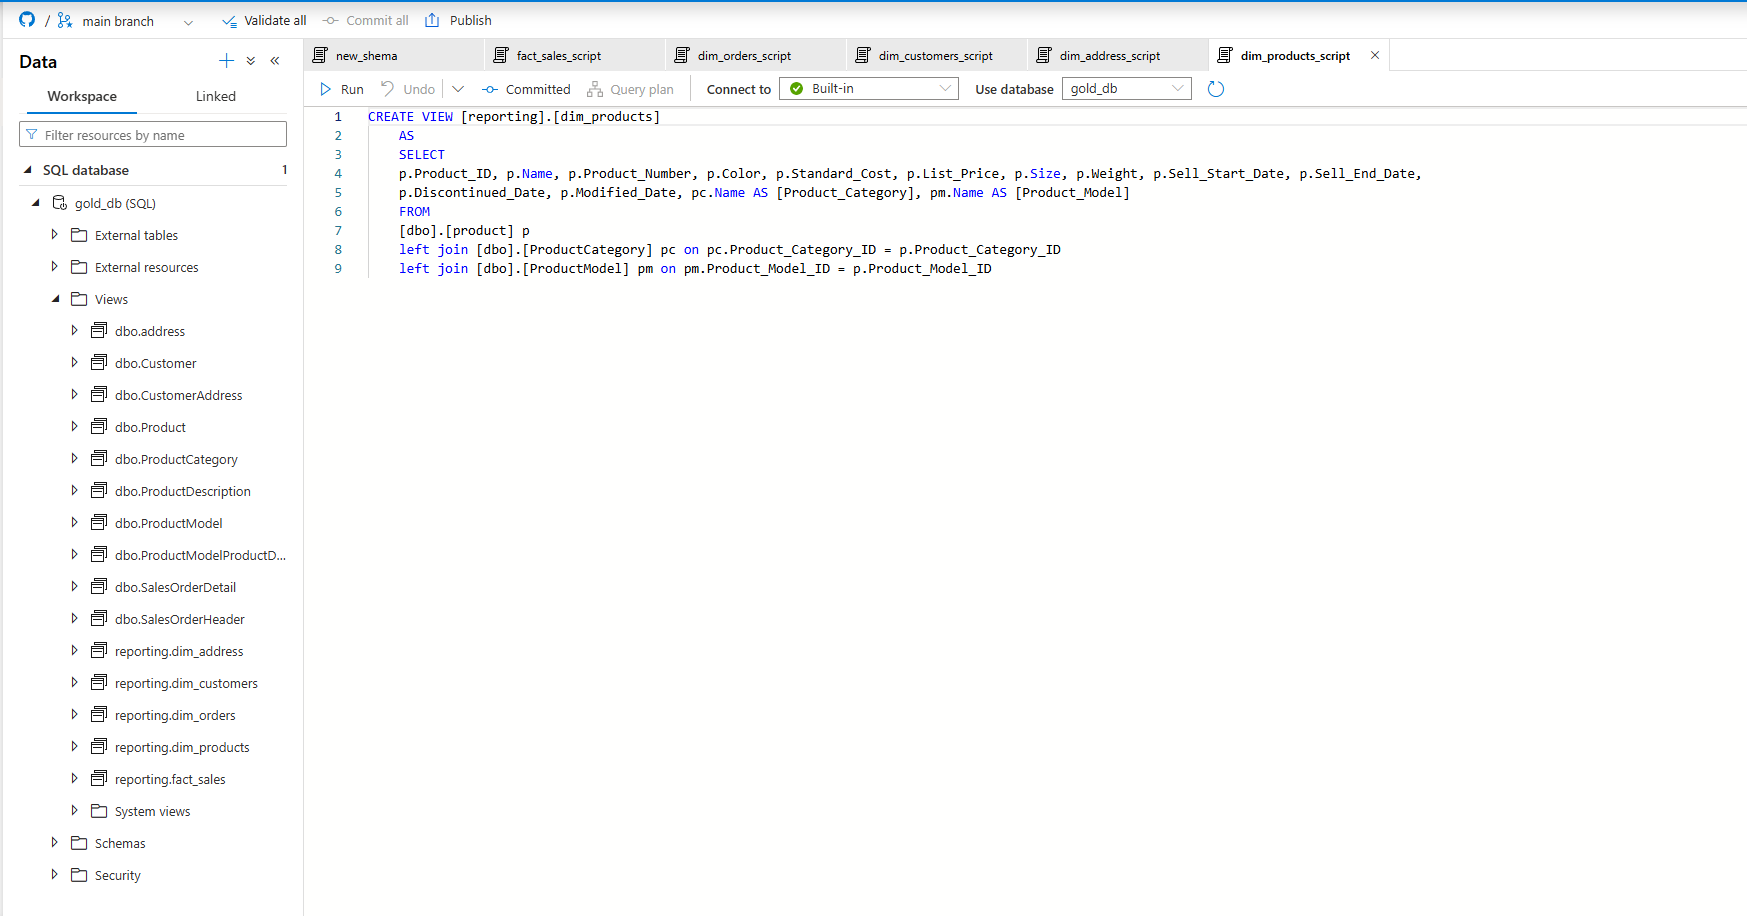 / main branch Validate all Commit all Publish
Data
Workspace Linked
Filter resources by name
SQL database 1
gold_db (SQL)
External tables
External resources
Views
dbo.address
dbo.Customer
dbo.CustomerAddress
dbo.Product
dbo.ProductCategory
dbo.ProductDescription
dbo.ProductModel
dbo.ProductModelProductD...
dbo.SalesOrderDetail
dbo.SalesOrderHeader
reporting.dim_address
reporting.dim_customers
reporting.dim_orders
reporting.dim_products
reporting.fact_sales
System views
Schemas
Security
new_shema fact_sales_script dim_orders_script dim_customers_script dim_address_script dim_products_script
Run Undo Committed Query plan Connect to Built-in Use database gold_db
1 CREATE VIEW [reporting].[dim_products]
2 AS
3 SELECT
4 p.Product_ID, p.Name, p.Product_Number, p.Color, p.Standard_Cost, p.List_Price, p.Size, p.Weight, p.Sell_Start_Date, p.Sell_End_Date,
5 p.Discontinued_Date, p.Modified_Date, pc.Name AS [Product_Category], pm.Name AS [Product_Model]
6 FROM
7 [dbo].[product] p
8 left join [dbo].[ProductCategory] pc on pc.Product_Category_ID = p.Product_Category_ID
9 left join [dbo].[ProductModel] pm on pm.Product_Model_ID = p.Product_Model_ID